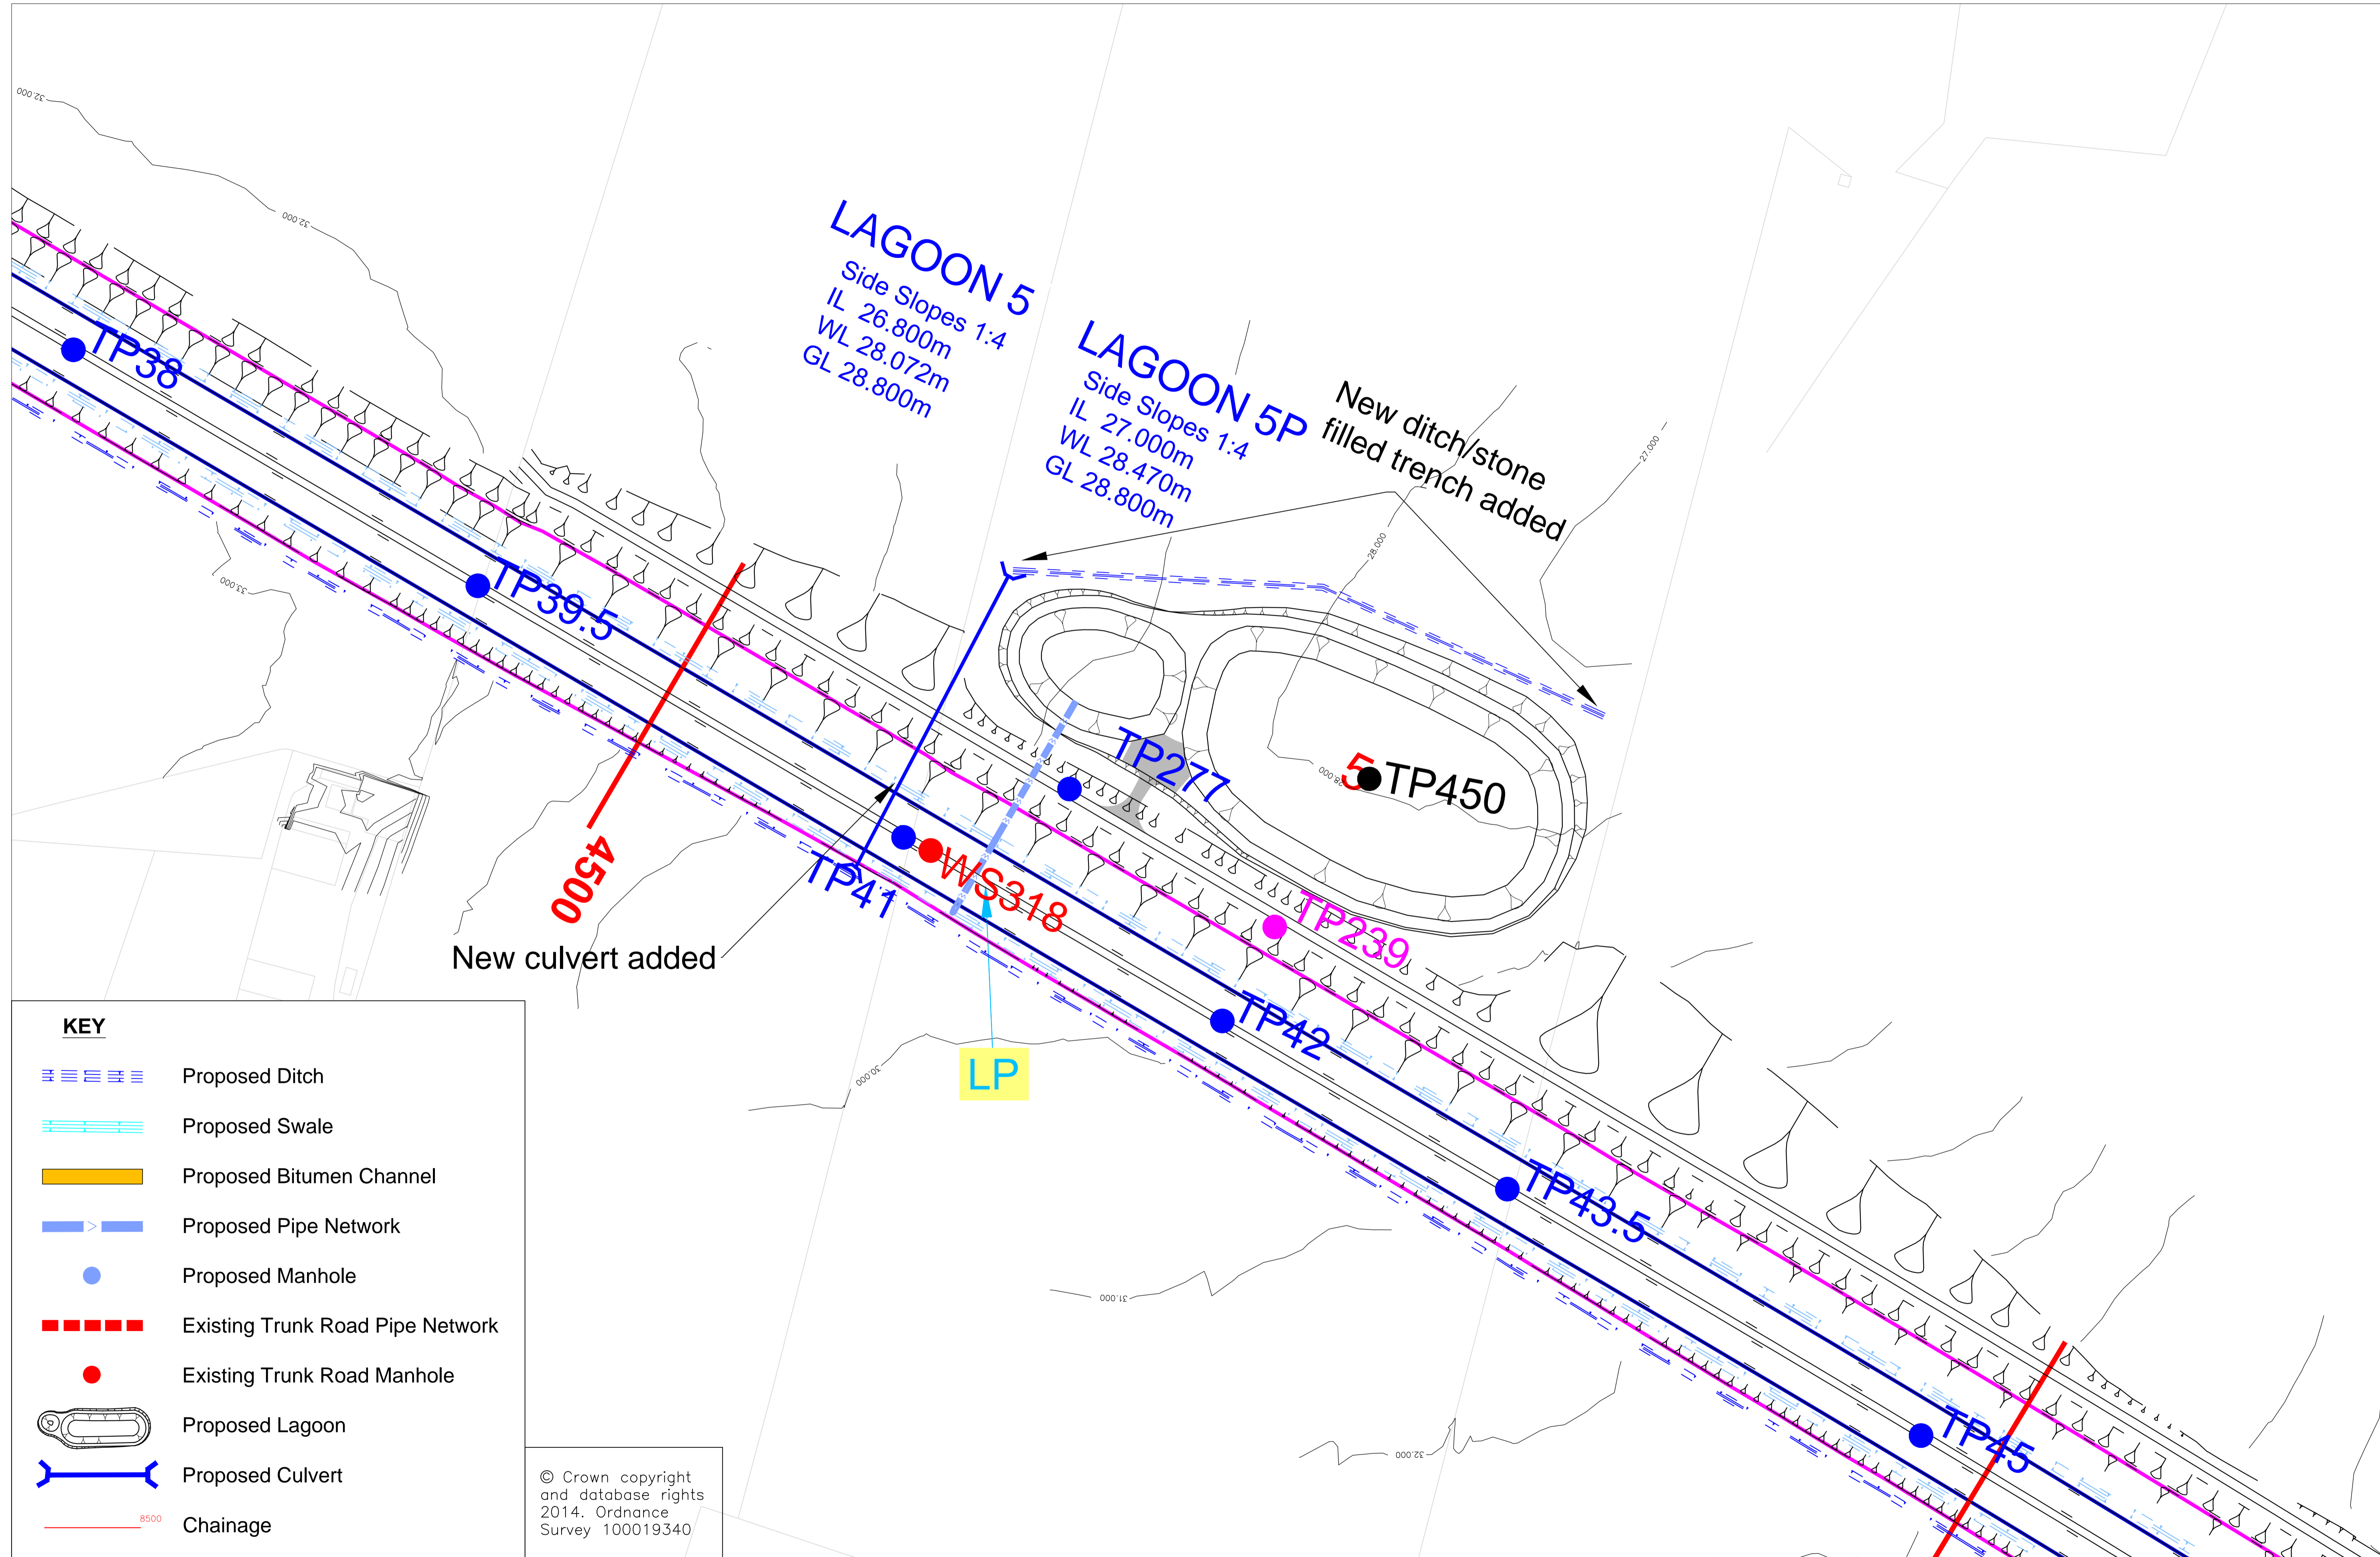 32.000
32.000
LAGOON 5
Side Slopes 1:4
IL 26.800m
WL 28.072m
GL 28.800m
LAGOON 5P
Side Slopes 1:4
IL 27.000m
WL 28.470m
GL 28.800m
New ditch/stone
filled trench added
27.000
28.000
28.000
TP38
TP39.5
33.000
TP277
5
TP450
4500
TP41
WS318
New culvert added
TP239
LP
30.000
TP42
TP43.5
31.000
32.000
TP45
KEY
Proposed Ditch
Proposed Swale
Proposed Bitumen Channel
Proposed Pipe Network
Proposed Manhole
Existing Trunk Road Pipe Network
Existing Trunk Road Manhole
Proposed Lagoon
Proposed Culvert
8500
Chainage
© Crown copyright
and database rights
2014. Ordnance
Survey 100019340